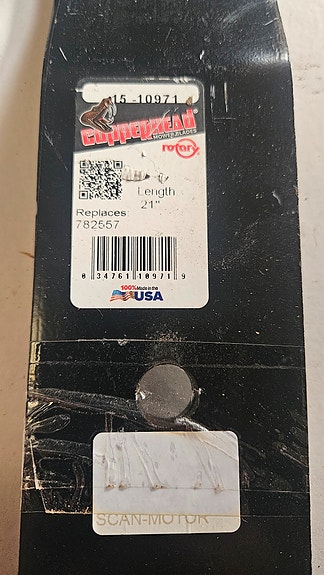 15-10971
COPPERHEAD
MOWER BLADES
rotary
Length
21"
Replaces:
782557
0 34761 10971 9
100% Made in the
USA
SCAN-MOTOR